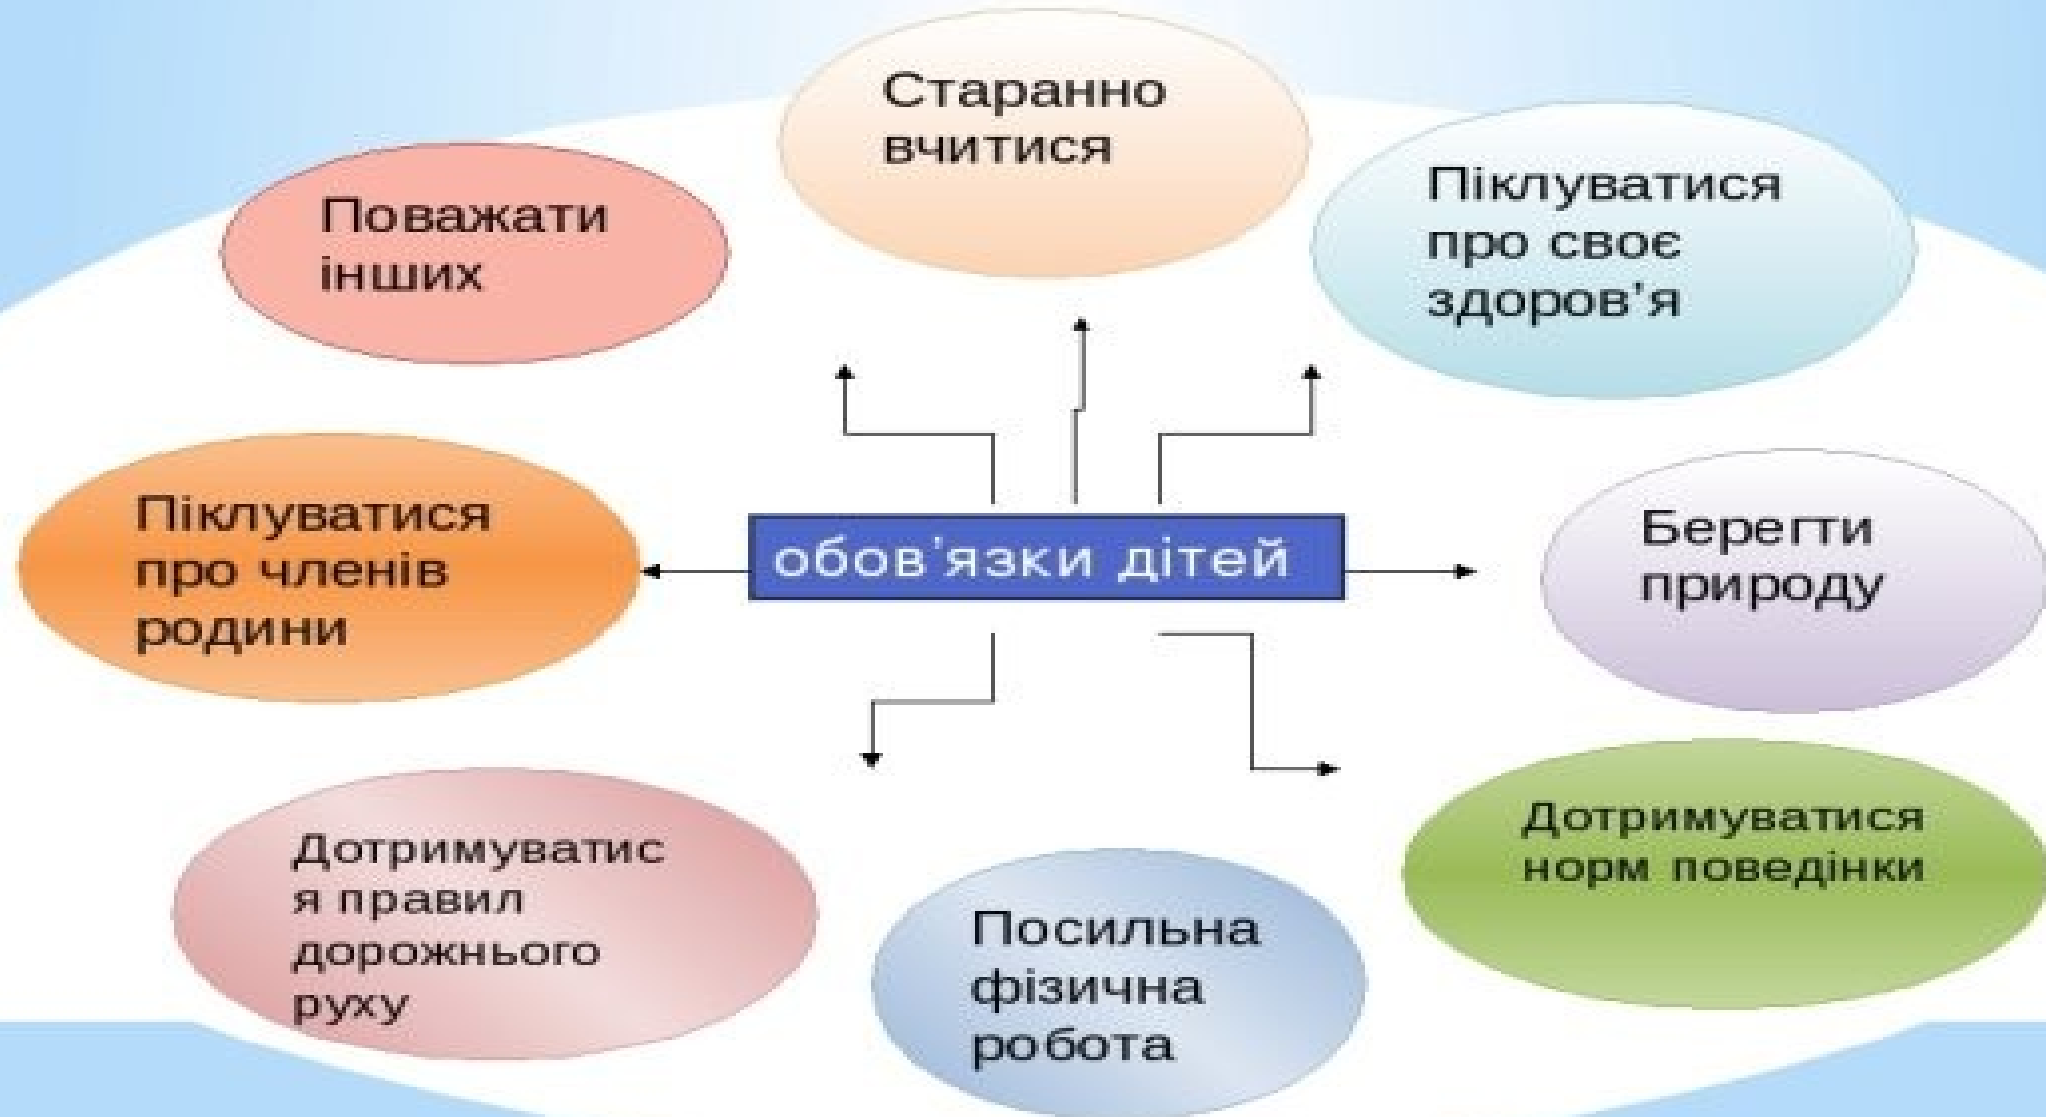 Старанно
вчитися
Поважати
інших
Піклуватися
про своє
здоров’я
Піклуватися
про членів
родини
обов’язки дітей
Берегти
природу
Дотримуватис
я правил
дорожнього
руху
Посильна
фізична
робота
Дотримуватися
норм поведінки